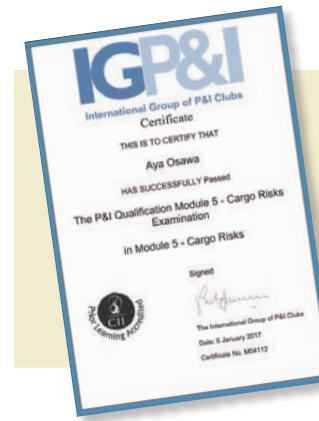 IGP&I
International Group of P&I Clubs
Certificate
THIS IS TO CERTIFY THAT
Aya Osawa
HAS SUCCESSFULLY Passed
The P&I Qualification Module 5 - Cargo Risks
Examination
in Module 5 - Cargo Risks
Signed
CII
Prior Learning Accredited
The International Group of P&I Clubs
Date: 6 January 2017
Certificate No. M04112